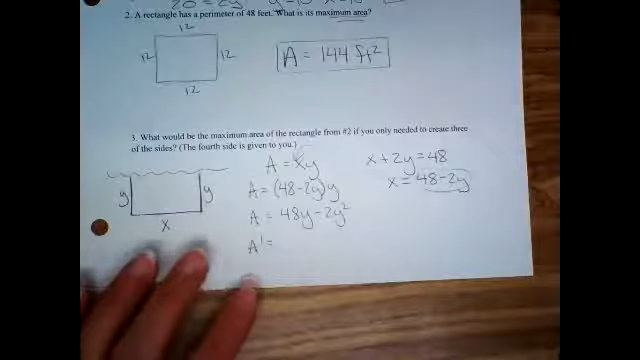 20 = 2y
2. A rectangle has a perimeter of 48 feet. What is its maximum area?
12
12
12
12
A = 144 ft²
3. What would be the maximum area of the rectangle from #2 if you only needed to create three
of the sides? (The fourth side is given to you.)
A = xy
x + 2y = 48
A = (48-2y)y
x = 48-2y
y
y
x
A = 48y - 2y²
A' =